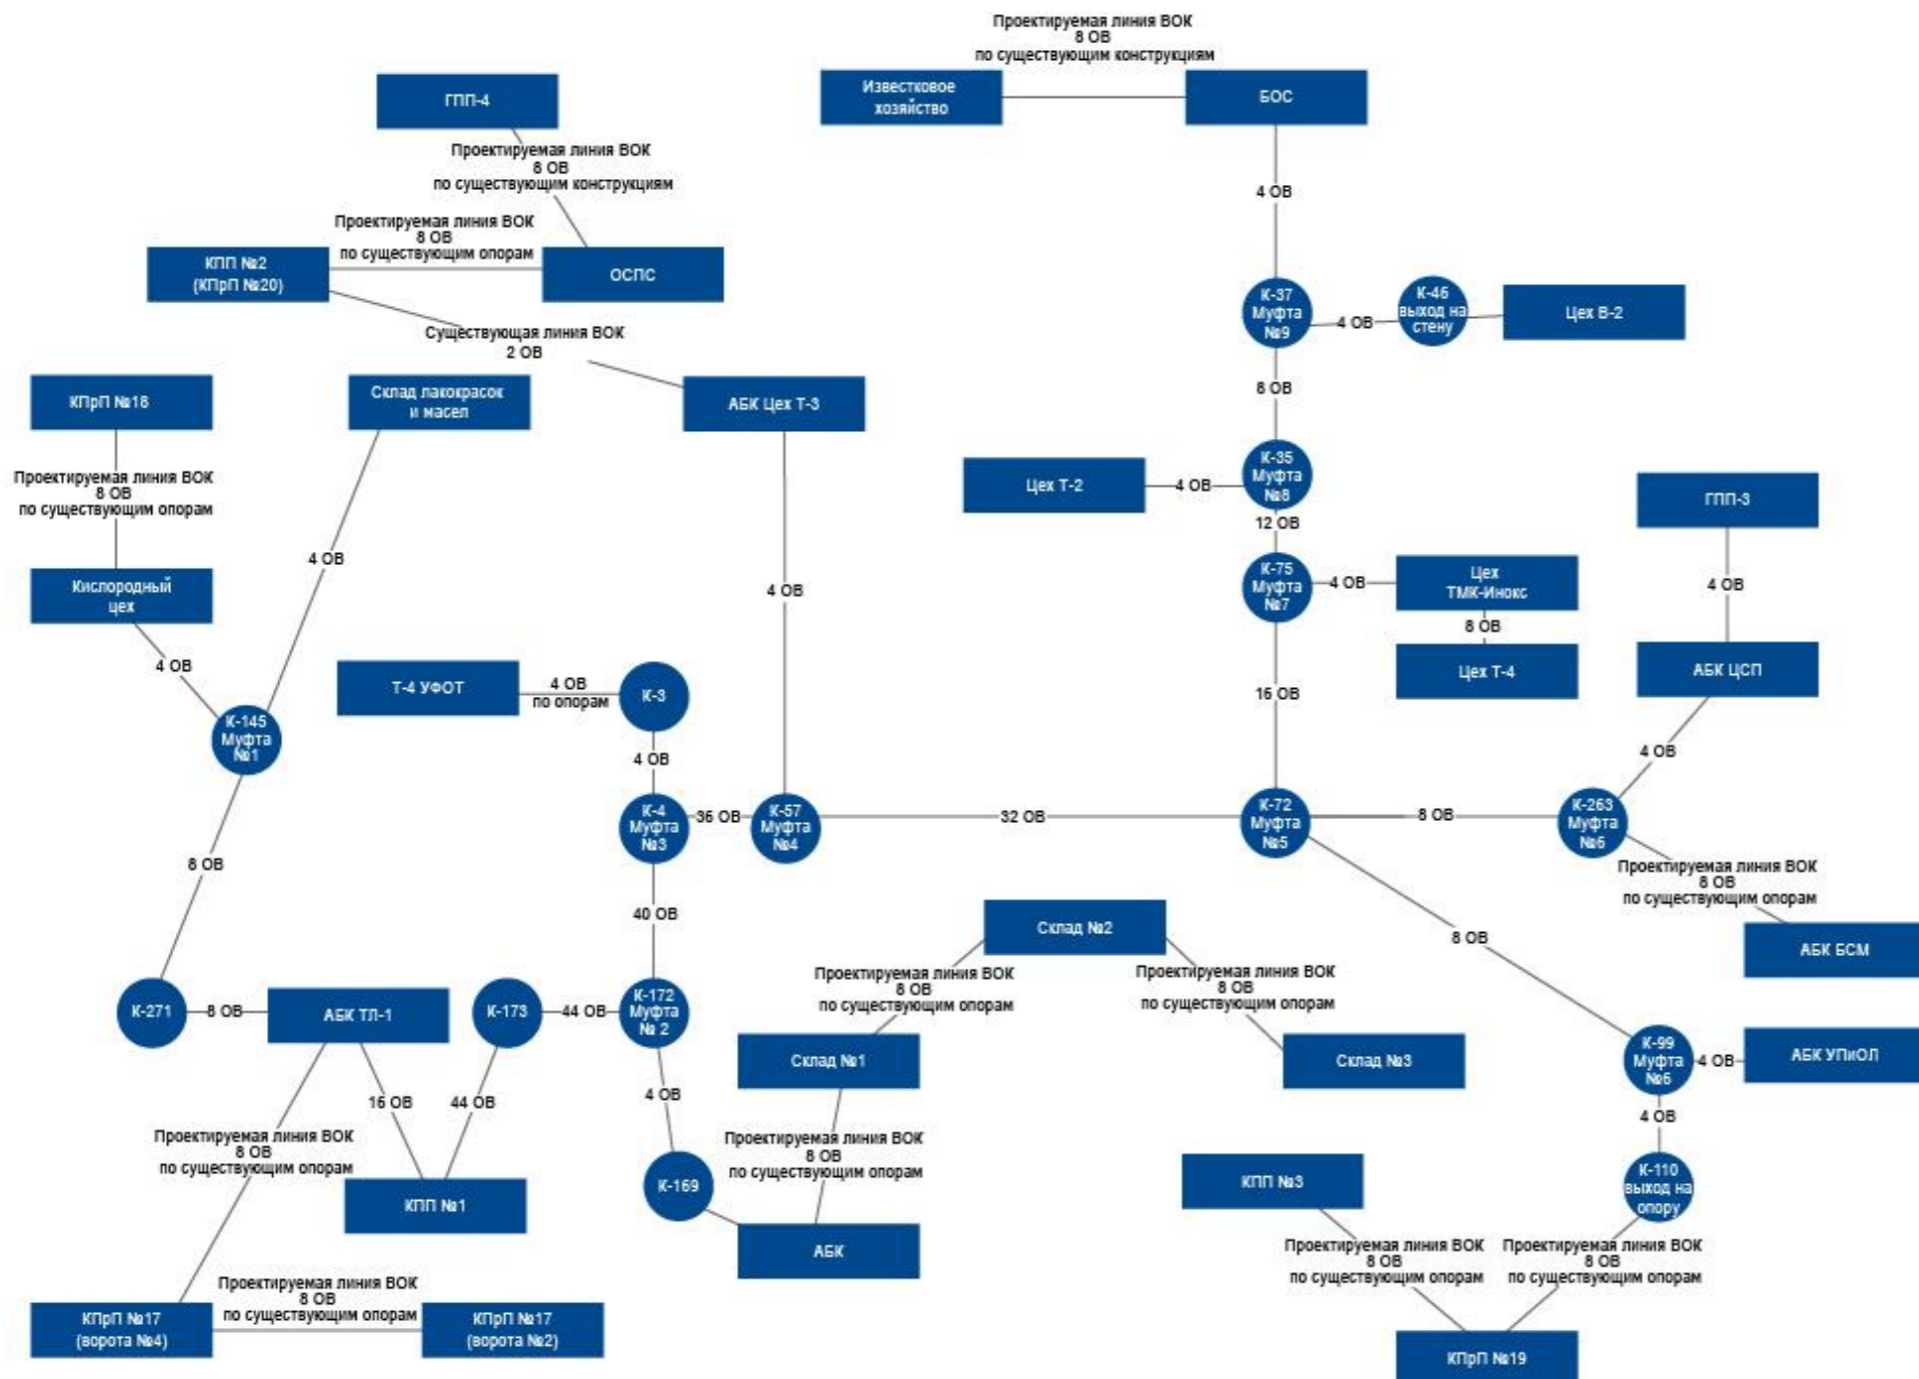 Проектируемая линия ВОК
8 ОВ
по существующим конструкциям
Известковое
хозяйство
БОС
ГПП-4
Проектируемая линия ВОК
8 ОВ
по существующим конструкциям
4 ОВ
Проектируемая линия ВОК
8 ОВ
по существующим опорам
КПП №2
(КПрП №20)
ОСПС
К-37
Муфта
№9
4 ОВ
К-46
выход на
стену
Цех В-2
Существующая линия ВОК
2 ОВ
8 ОВ
КПрП №18
Склад лакокрасок
и масел
АБК Цех Т-3
Проектируемая линия ВОК
8 ОВ
по существующим опорам
Цех Т-2
4 ОВ
К-35
Муфта
№8
12 ОВ
ГПП-3
4 ОВ
Кислородный
цех
4 ОВ
К-75
Муфта
№7
4 ОВ
Цех
ТМК-Инокс
8 ОВ
Цех Т-4
4 ОВ
АБК ЦСП
4 ОВ
Т-4 УФОТ
4 ОВ
по опорам
К-3
16 ОВ
К-145
Муфта
№1
4 ОВ
4 ОВ
К-4
Муфта
№3
36 ОВ
К-57
Муфта
№4
32 ОВ
К-72
Муфта
№5
8 ОВ
К-263
Муфта
№6
8 ОВ
Проектируемая линия ВОК
8 ОВ
по существующим опорам
40 ОВ
Склад №2
8 ОВ
АБК БСМ
Проектируемая линия ВОК
8 ОВ
по существующим опорам
Проектируемая линия ВОК
8 ОВ
по существующим опорам
К-271
8 ОВ
АБК ТЛ-1
К-173
44 ОВ
К-172
Муфта
№ 2
Склад №1
Склад №3
К-99
Муфта
№6
4 ОВ
АБК УПиОЛ
16 ОВ
44 ОВ
4 ОВ
4 ОВ
Проектируемая линия ВОК
8 ОВ
по существующим опорам
Проектируемая линия ВОК
8 ОВ
по существующим опорам
КПП №1
К-169
КПП №3
К-110
выход на
опору
АБК
Проектируемая линия ВОК
8 ОВ
по существующим опорам
Проектируемая линия ВОК
8 ОВ
по существующим опорам
Проектируемая линия ВОК
8 ОВ
по существующим опорам
КПрП №17
(ворота №4)
КПрП №17
(ворота №2)
КПрП №19